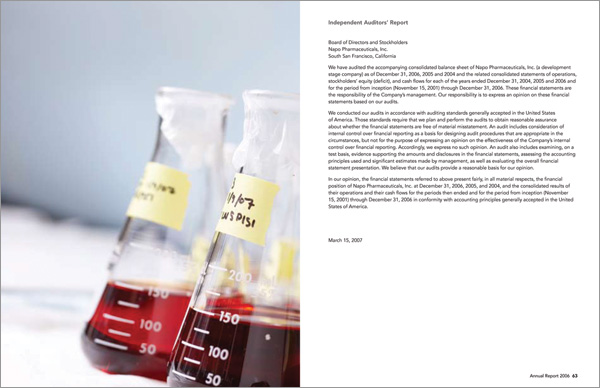 200
150
100
50
200
150
100
50
Independent Auditors' Report
Board of Directors and Stockholders
Napo Pharmaceuticals, Inc.
South San Francisco, California
We have audited the accompanying consolidated balance sheet of Napo Pharmaceuticals, Inc. (a development
stage company) as of December 31, 2006, 2005 and 2004 and the related consolidated statements of operations,
stockholders' equity (deficit), and cash flows for each of the years ended December 31, 2004, 2005 and 2006 and
for the period from inception (November 15, 2001) through December 31, 2006. These financial statements are
the responsibility of the Company's management. Our responsibility is to express an opinion on these financial
statements based on our audits.
We conducted our audits in accordance with auditing standards generally accepted in the United States
of America. Those standards require that we plan and perform the audits to obtain reasonable assurance
about whether the financial statements are free of material misstatement. An audit includes consideration of
internal control over financial reporting as a basis for designing audit procedures that are appropriate in the
circumstances, but not for the purpose of expressing an opinion on the effectiveness of the Company's internal
control over financial reporting. Accordingly, we express no such opinion. An audit also includes examining, on a
test basis, evidence supporting the amounts and disclosures in the financial statements, assessing the accounting
principles used and significant estimates made by management, as well as evaluating the overall financial
statement presentation. We believe that our audits provide a reasonable basis for our opinion.
In our opinion, the financial statements referred to above present fairly, in all material respects, the financial
position of Napo Pharmaceuticals, Inc. at December 31, 2006, 2005, and 2004, and the consolidated results of
their operations and their cash flows for the periods then ended and for the period from inception (November
15, 2001) through December 31, 2006 in conformity with accounting principles generally accepted in the United
States of America.
March 15, 2007
Annual Report 2006 63